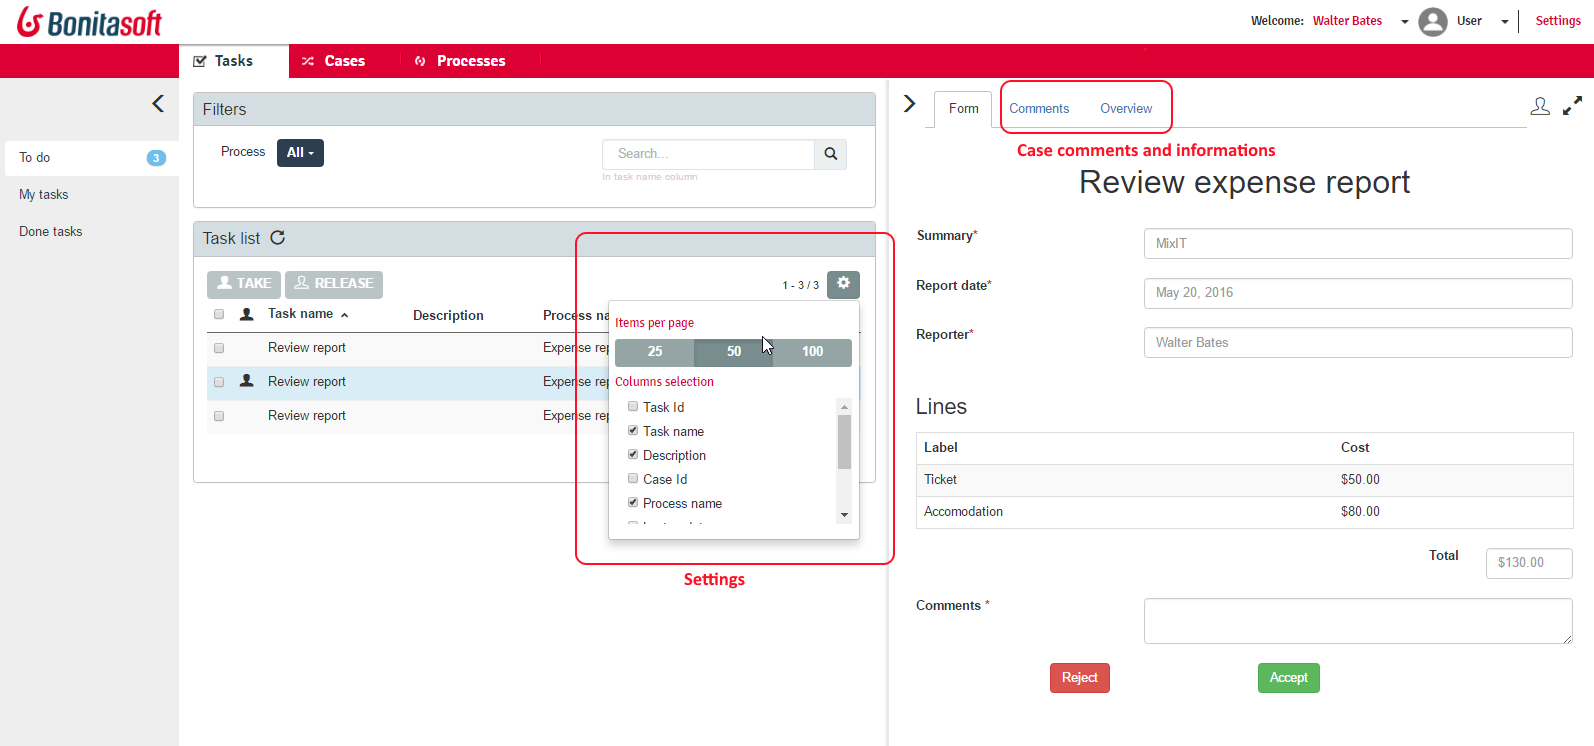 Bonitasoft
Welcome: Walter Bates User Settings
Tasks Cases Processes
To do 3
My tasks
Done tasks
Filters
Process All Search...
In task name column
Task list
TAKE RELEASE 1 - 3 / 3
Task name Description Process na
Review report Expense rep
Review report Expense rep
Review report Expense rep
Items per page
25 50 100
Columns selection
Task Id
Task name
Description
Case Id
Process name
Settings
Form Comments Overview
Case comments and informations
Review expense report
Summary* MixIT
Report date* May 20, 2016
Reporter* Walter Bates
Lines
Label Cost
Ticket $50.00
Accomodation $80.00
Total $130.00
Comments *
Reject Accept